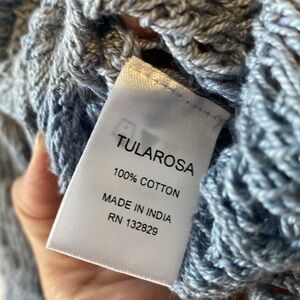 TULAROSA
100% COTTON
MADE IN INDIA
RN 132829